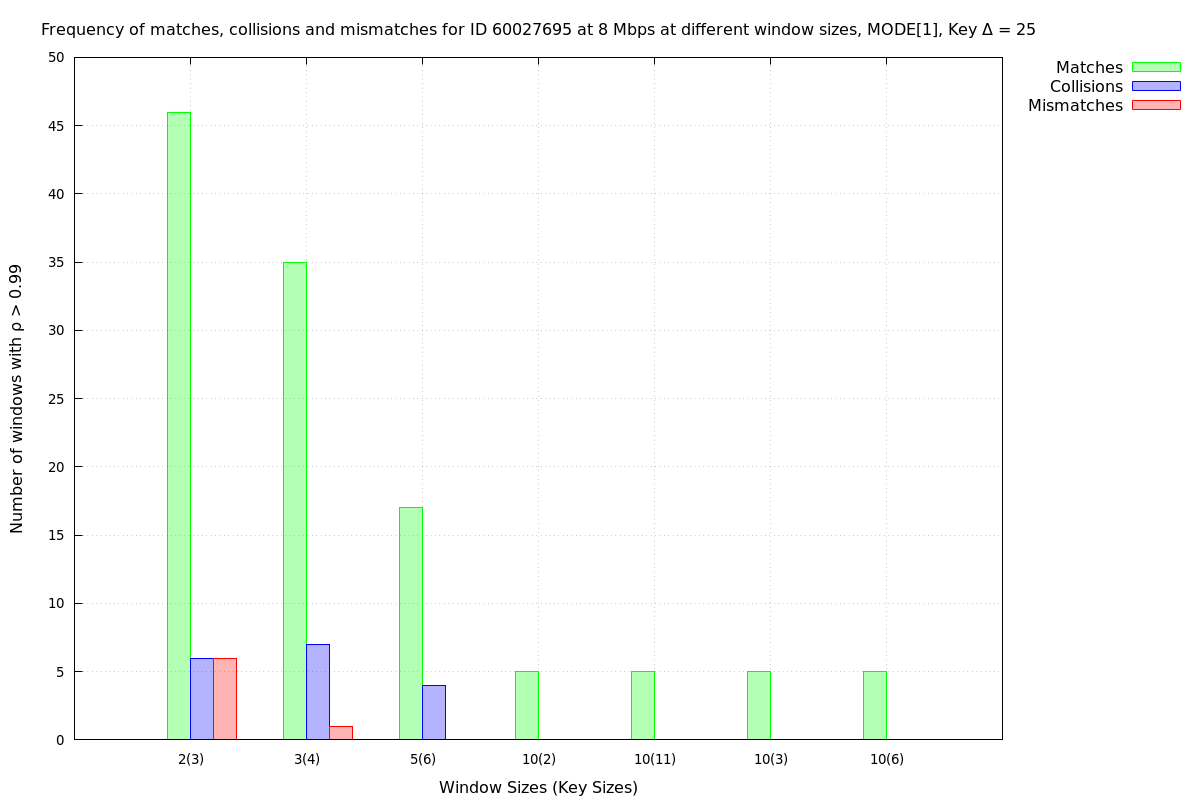 Frequency of matches, collisions and mismatches for ID 60027695 at 8 Mbps at different window sizes, MODE[1], Key Δ = 25
Matches
Collisions
Mismatches
Number of windows with ρ > 0.99
50
45
40
35
30
25
20
15
10
5
0
2(3) 3(4) 5(6) 10(2) 10(11) 10(3) 10(6)
Window Sizes (Key Sizes)